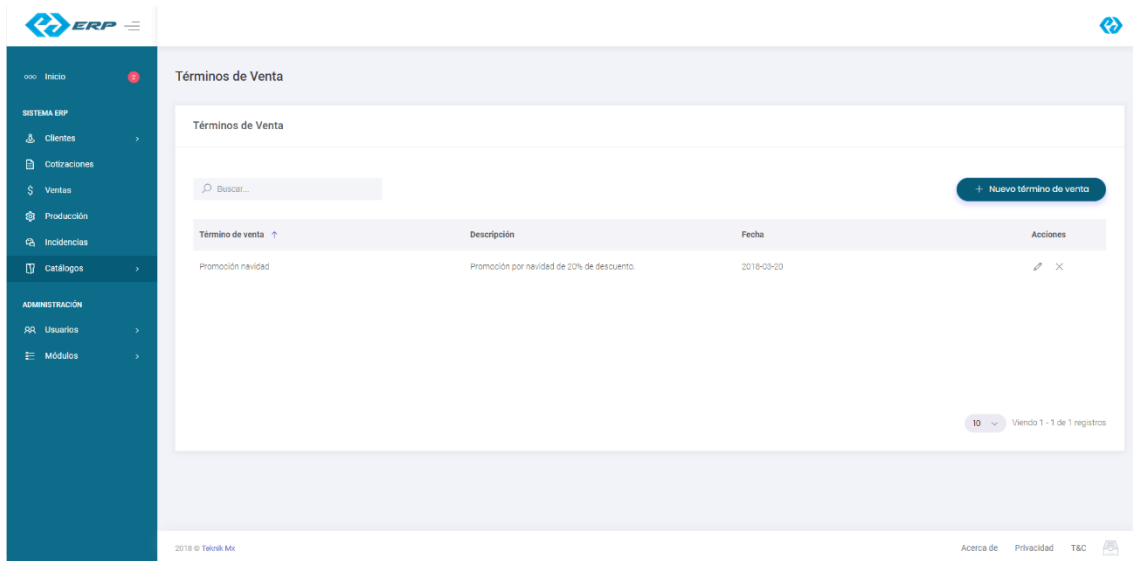 ERP
Inicio 2
SISTEMA ERP
Clientes
Cotizaciones
Ventas
Producción
Incidencias
Catálogos
ADMINISTRACIÓN
Usuarios
Módulos
Términos de Venta
Términos de Venta
Buscar...
+ Nuevo término de venta
Término de venta ↑ Descripción Fecha Acciones
Promoción navidad Promoción por navidad de 20% de descuento. 2018-03-20
10 Viendo 1 - 1 de 1 registros
2018 © Teknik Mx
Acerca de Privacidad T&C